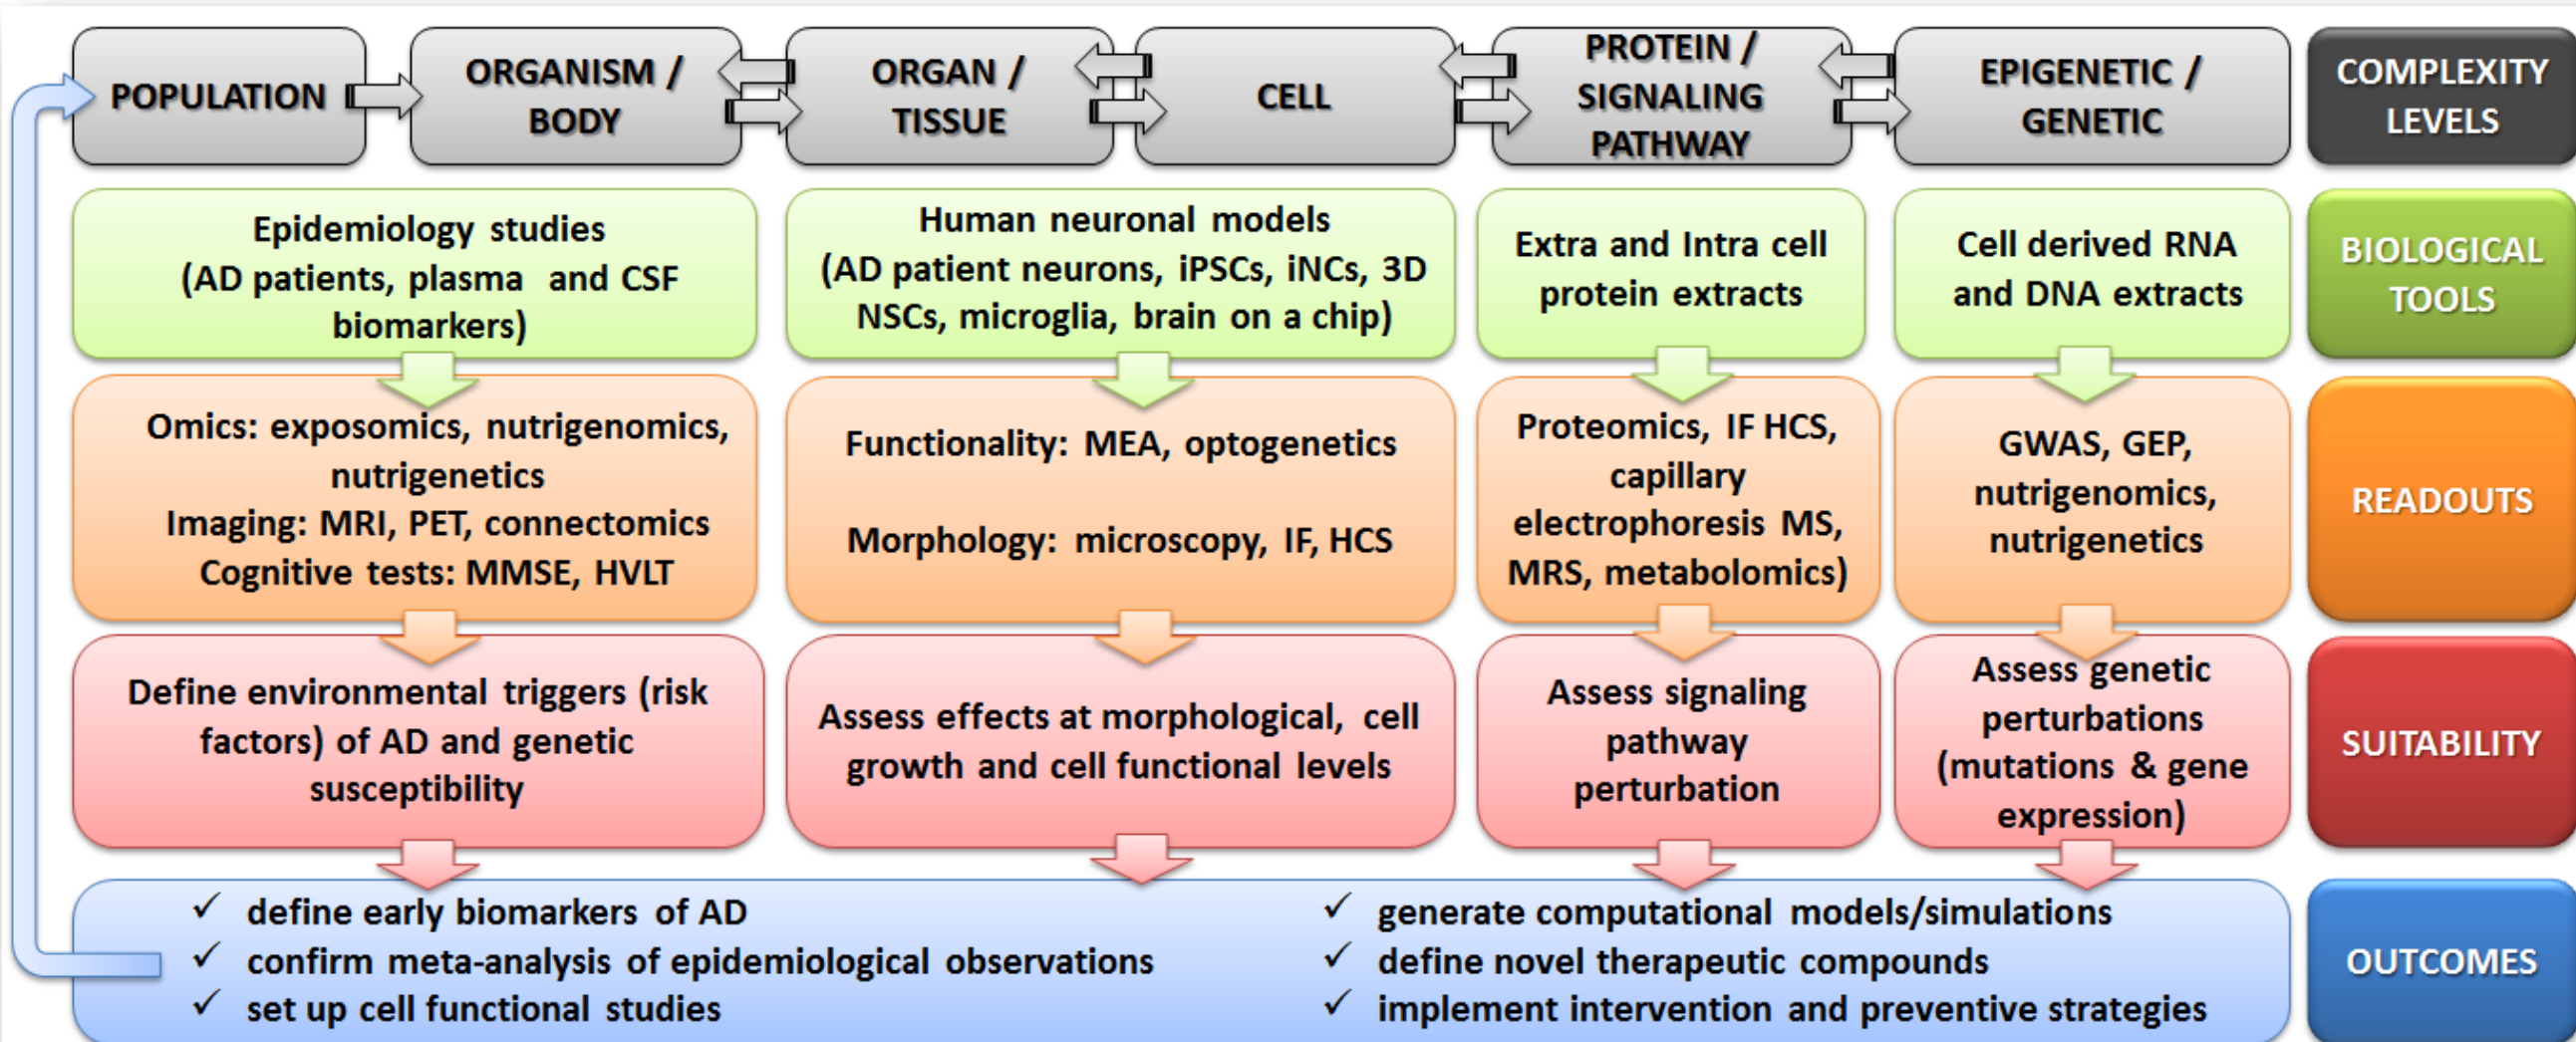 POPULATION
ORGANISM /
BODY
ORGAN /
TISSUE
CELL
PROTEIN /
SIGNALING
PATHWAY
EPIGENETIC /
GENETIC
COMPLEXITY
LEVELS
Epidemiology studies
(AD patients, plasma and CSF
biomarkers)
Human neuronal models
(AD patient neurons, iPSCs, iNCs, 3D
NSCs, microglia, brain on a chip)
Extra and Intra cell
protein extracts
Cell derived RNA
and DNA extracts
BIOLOGICAL
TOOLS
Omics: exposomics, nutrigenomics,
nutrigenetics
Imaging: MRI, PET, connectomics
Cognitive tests: MMSE, HVLT
Functionality: MEA, optogenetics
Morphology: microscopy, IF, HCS
Proteomics, IF HCS,
capillary
electrophoresis MS,
MRS, metabolomics)
GWAS, GEP,
nutrigenomics,
nutrigenetics
READOUTS
Define environmental triggers (risk
factors) of AD and genetic
susceptibility
Assess effects at morphological, cell
growth and cell functional levels
Assess signaling
pathway
perturbation
Assess genetic
perturbations
(mutations & gene
expression)
SUITABILITY
✓ define early biomarkers of AD
✓ confirm meta-analysis of epidemiological observations
✓ set up cell functional studies
✓ generate computational models/simulations
✓ define novel therapeutic compounds
✓ implement intervention and preventive strategies
OUTCOMES